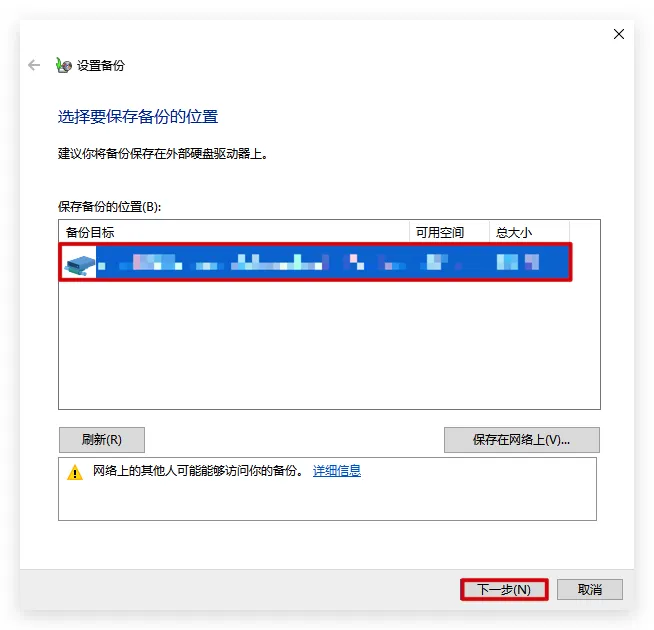 设置备份
选择要保存备份的位置
建议你将备份保存在外部硬盘驱动器上。
保存备份的位置(B):
备份目标 可用空间 总大小
刷新(R) 保存在网络上(V)...
网络上的其他人可能能够访问你的备份。 详细信息
下一步(N) 取消